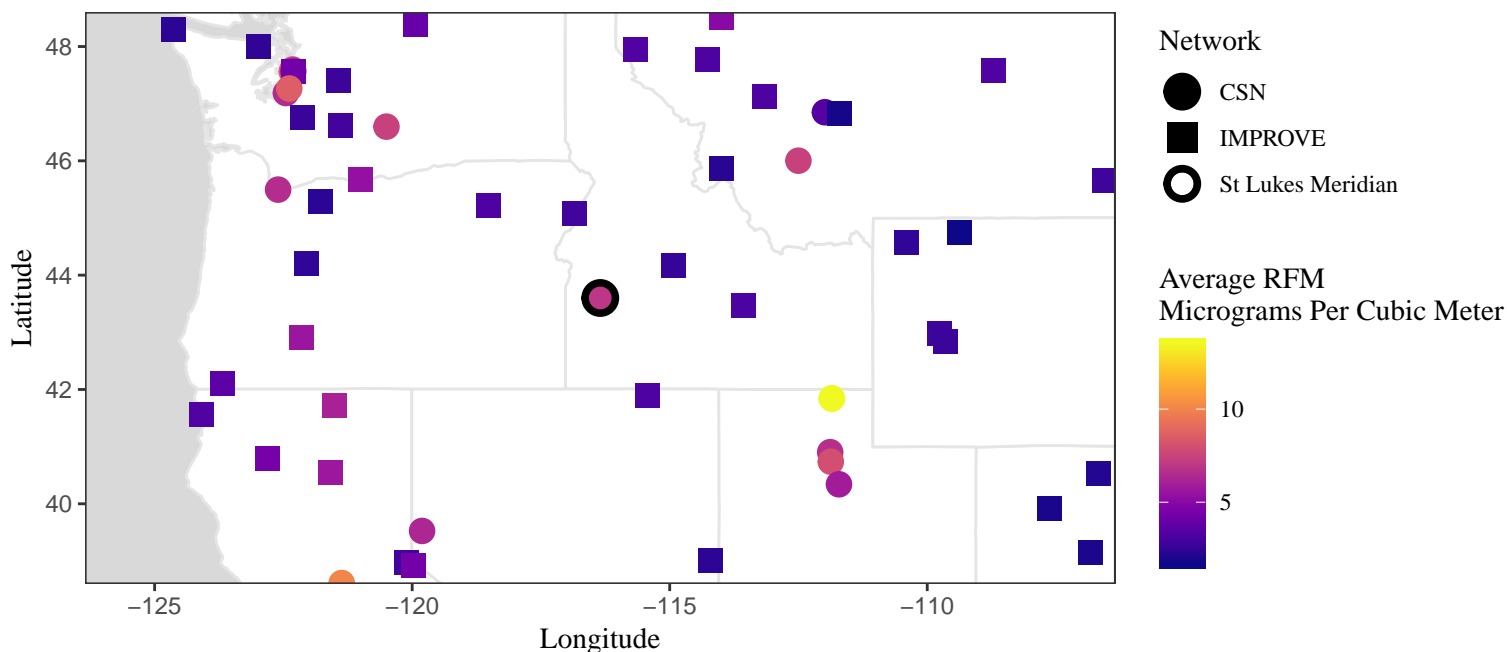 48
46
44
42
40
−125
−120
−115
−110
Latitude
Longitude
Network
CSN
IMPROVE
St Lukes Meridian
Average RFM
Micrograms Per Cubic Meter
10
5